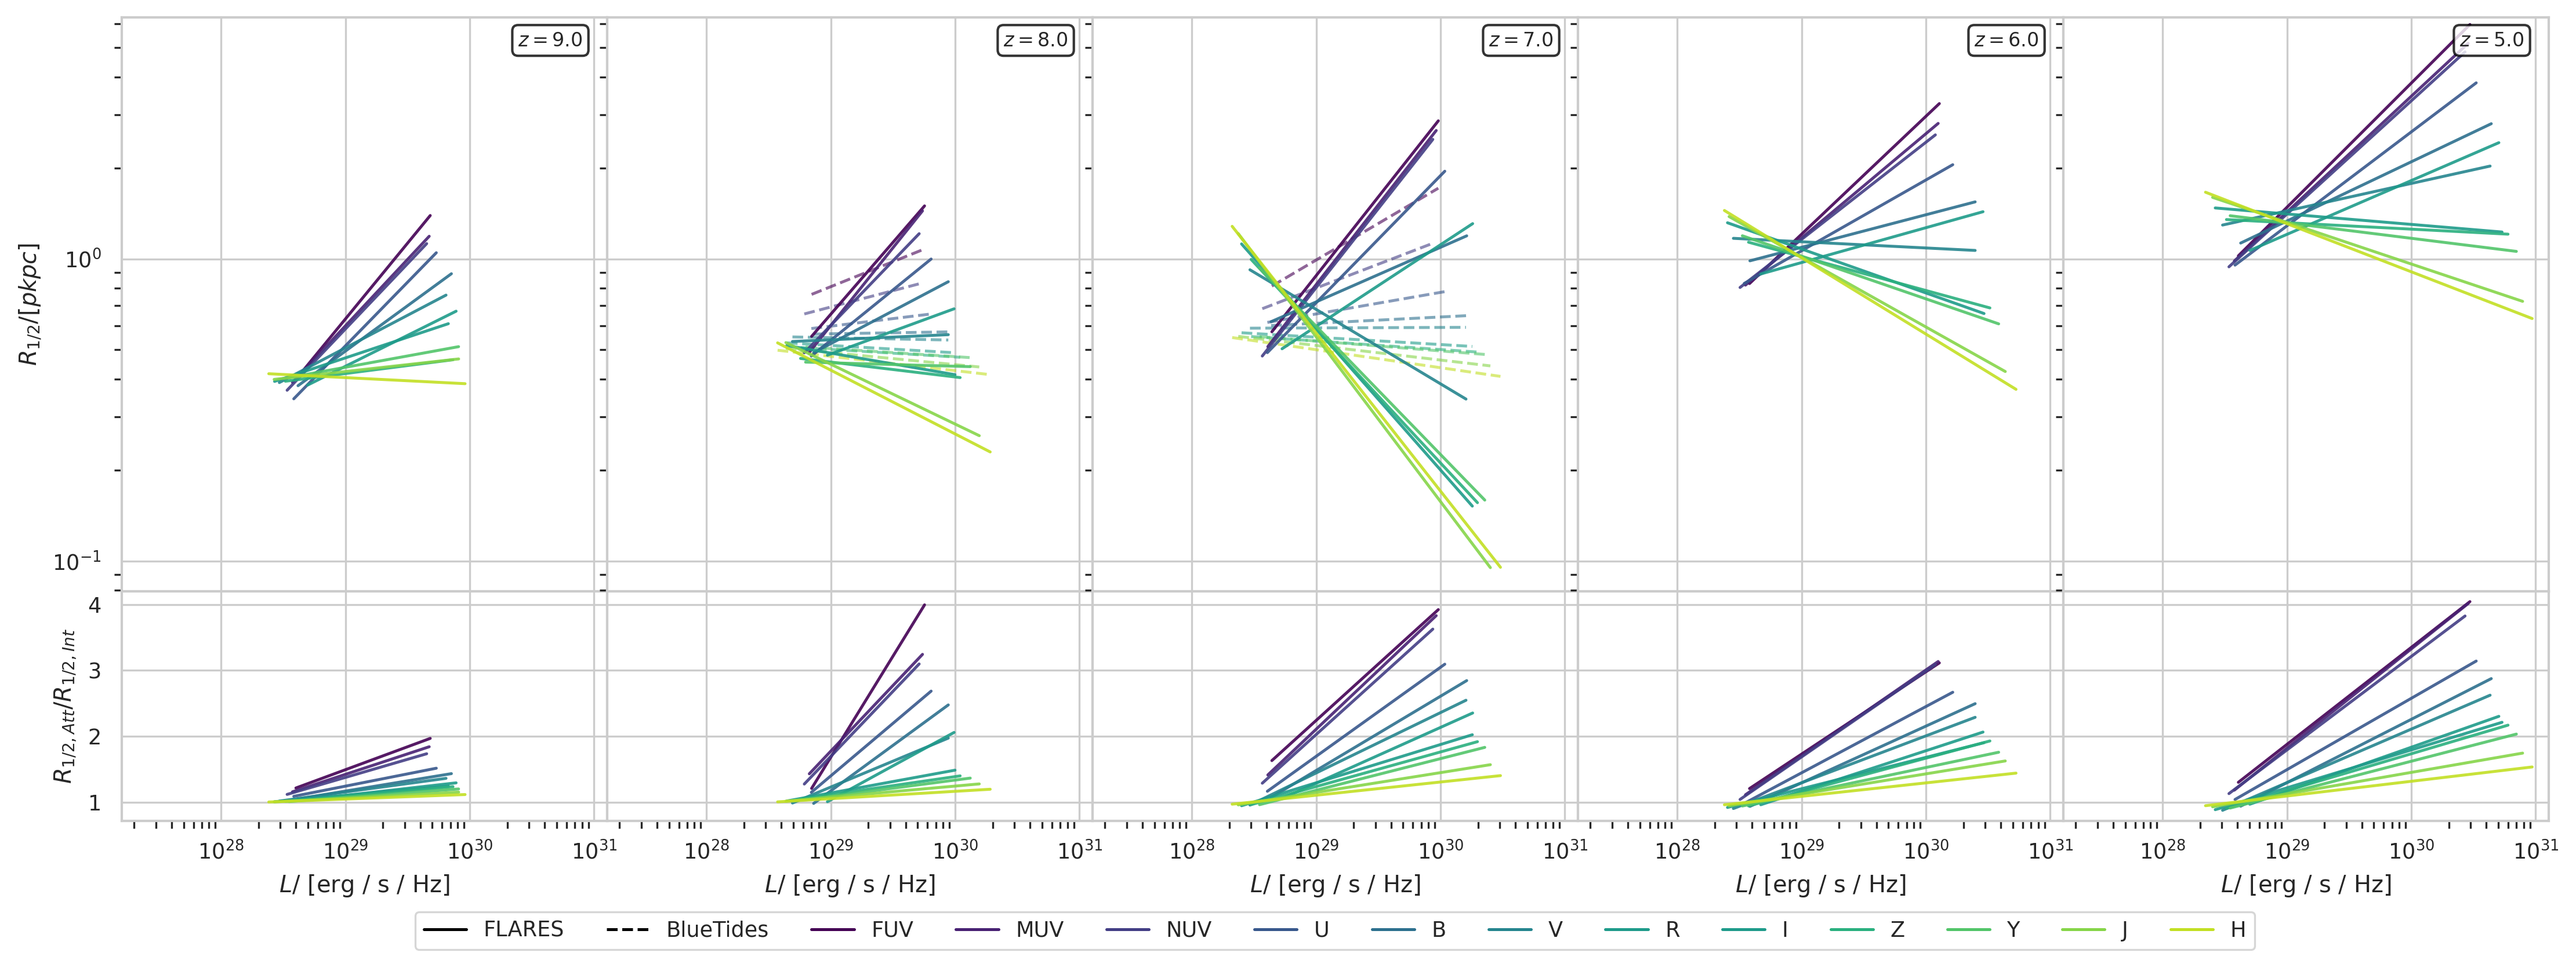 z = 9.0
z = 8.0
z = 7.0
z = 6.0
z = 5.0
R1/2/[pkpc]
10^0
10^−1
R1/2,Att/R1/2,Int
4
3
2
1
10^28 10^29 10^30 10^31
10^28 10^29 10^30 10^31
10^28 10^29 10^30 10^31
10^28 10^29 10^30 10^31
10^28 10^29 10^30 10^31
L/ [erg / s / Hz]
L/ [erg / s / Hz]
L/ [erg / s / Hz]
L/ [erg / s / Hz]
L/ [erg / s / Hz]
FLARES BlueTides FUV MUV NUV U B V R I Z Y J H